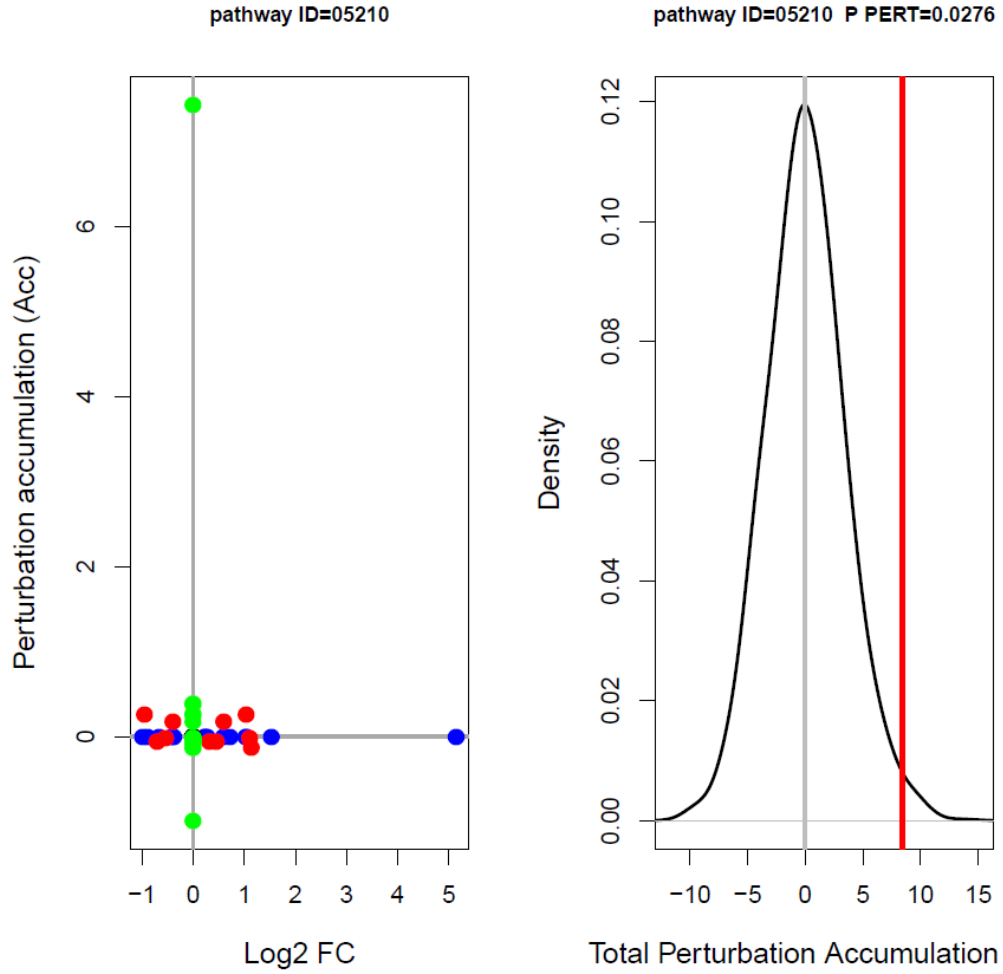 pathway ID=05210
Perturbation accumulation (Acc)
6
4
2
0
−1 0 1 2 3 4 5
Log2 FC
pathway ID=05210 P PERT=0.0276
Density
0.12
0.10
0.08
0.06
0.04
0.02
0.00
−10 −5 0 5 10 15
Total Perturbation Accumulation